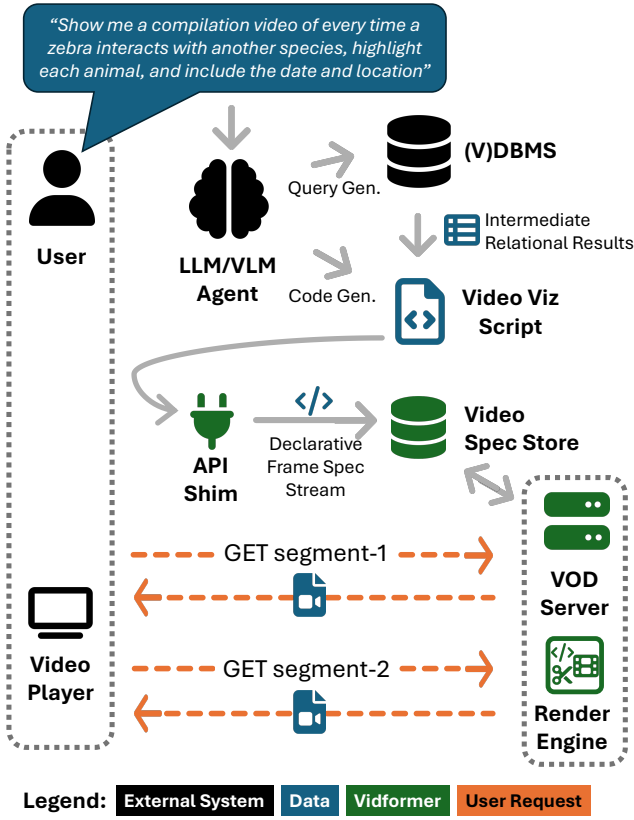 “Show me a compilation video of every time a
zebra interacts with another species, highlight
each animal, and include the date and location”
User
LLM/VLM
Agent
Query Gen.
(V)DBMS
Intermediate
Relational Results
Code Gen.
Video Viz
Script
API
Shim
</>
Declarative
Frame Spec
Stream
Video
Spec Store
GET segment-1
VOD
Server
Video
Player
GET segment-2
</>
Render
Engine
Legend:
External System
Data
Vidformer
User Request